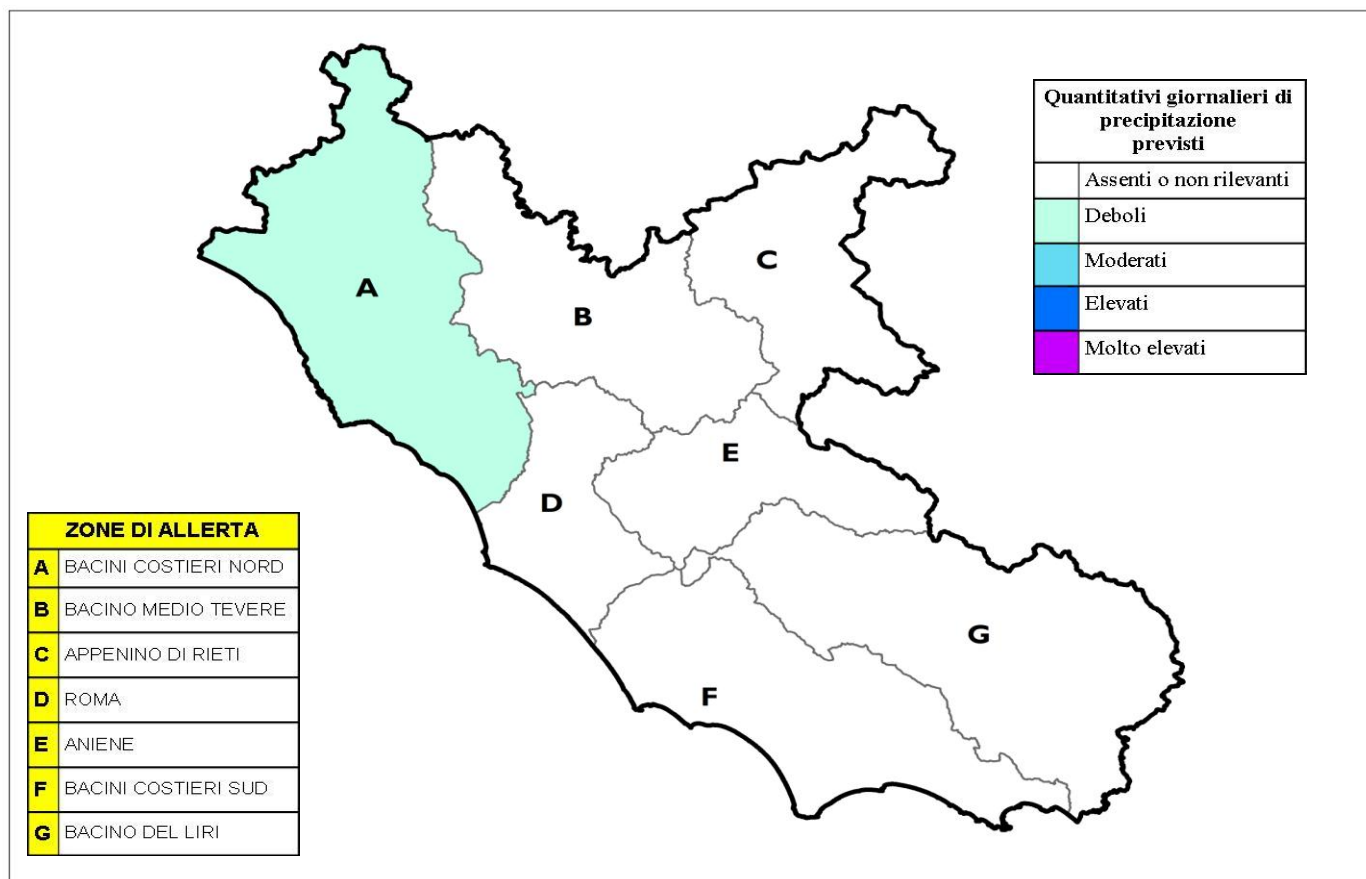 Quantitativi giornalieri di
precipitazione
previsti
Assenti o non rilevanti
Deboli
Moderati
Elevati
Molto elevati
A
B
C
D
E
F
G
ZONE DI ALLERTA
A BACINI COSTIERI NORD
B BACINO MEDIO TEVERE
C APPENINO DI RIETI
D ROMA
E ANIENE
F BACINI COSTIERI SUD
G BACINO DEL LIRI